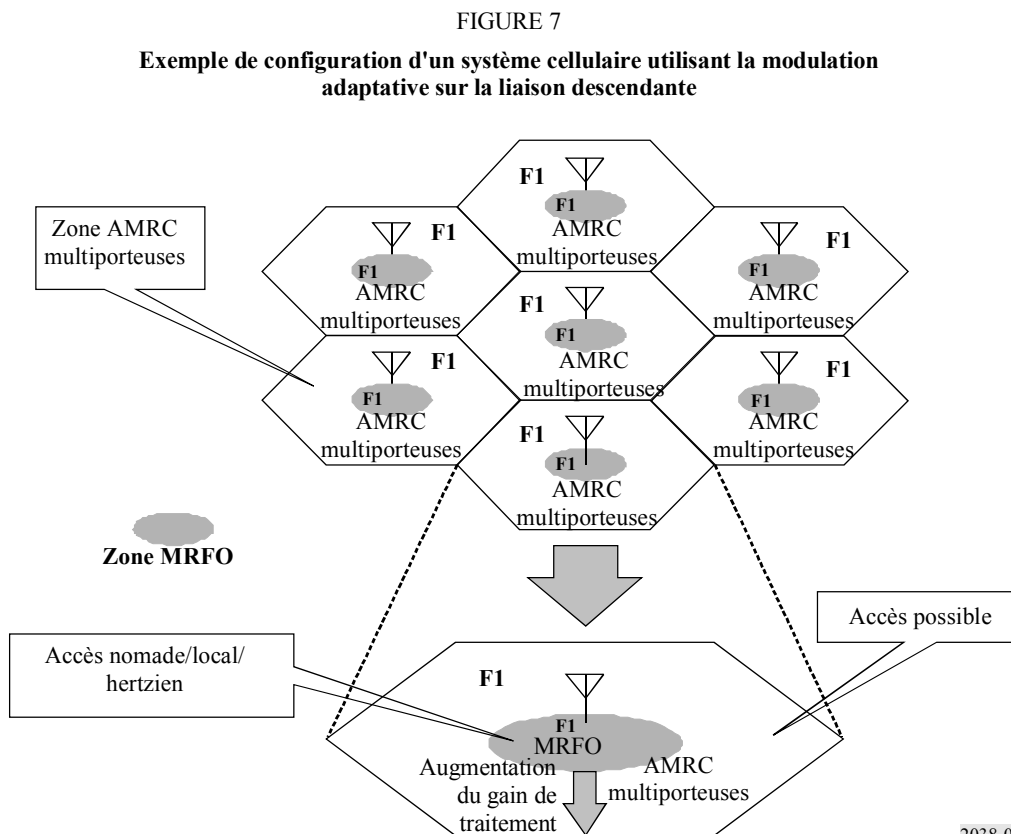 FIGURE 7
Exemple de configuration d'un système cellulaire utilisant la modulation
adaptative sur la liaison descendante
F1
F1
AMRC
multiporteuses
Zone AMRC
multiporteuses
F1
F1
AMRC
multiporteuses
F1
F1
AMRC
multiporteuses
F1
F1
AMRC
multiporteuses
F1
F1
AMRC
multiporteuses
F1
F1
AMRC
multiporteuses
F1
F1
AMRC
multiporteuses
Zone MRFO
Accès possible
Accès nomade/local/
hertzien
F1
F1
MRFO
Augmentation
du gain de
traitement
AMRC
multiporteuses